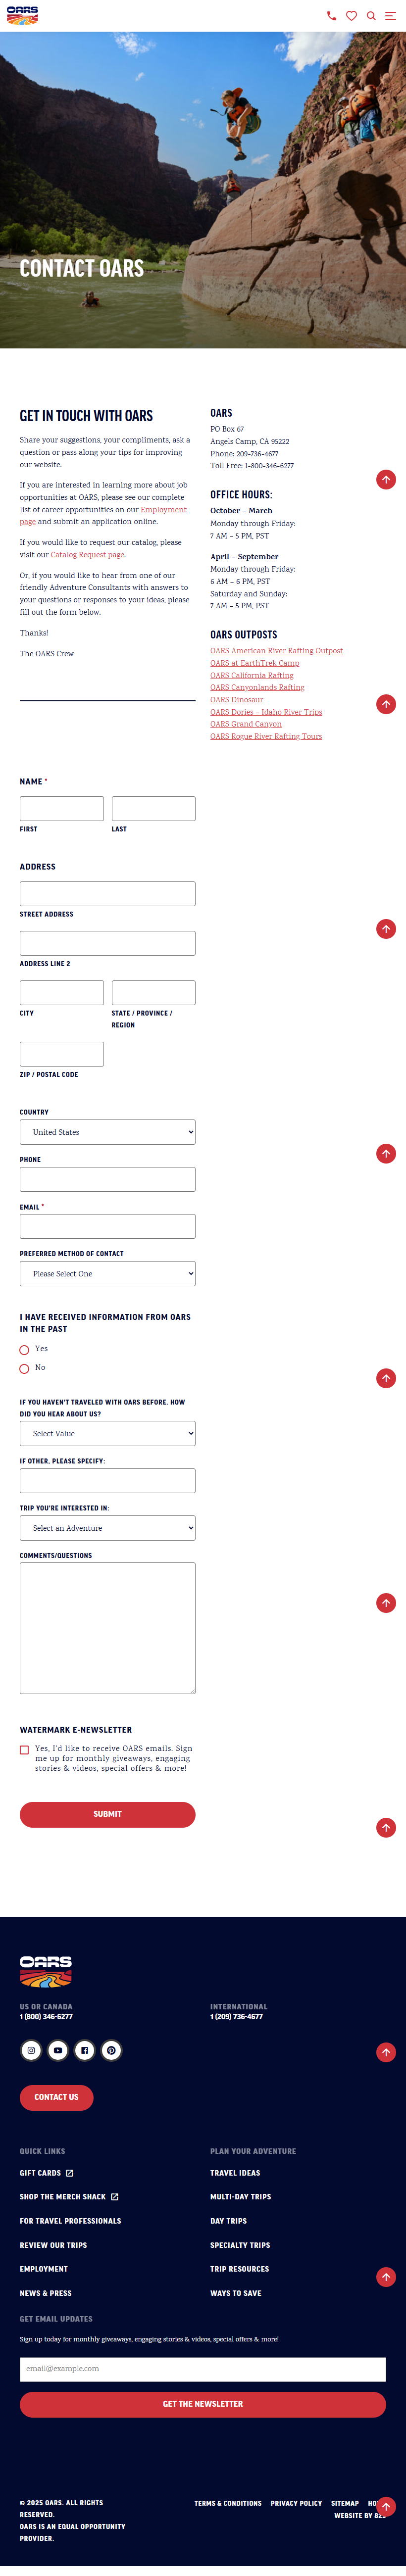 OARS
CONTACT OARS
GET IN TOUCH WITH OARS
Share your suggestions, your compliments, ask a
question or pass along your tips for improving
our website.
If you are interested in learning more about job
opportunities at OARS, please see our complete
list of career opportunities on our Employment
page and submit an application online.
If you would like to request our catalog, please
visit our Catalog Request page.
Or, if you would like to hear from one of our
friendly Adventure Consultants with answers to
your questions or responses to your ideas, please
fill out the form below.
Thanks!
The OARS Crew
OARS
PO Box 67
Angels Camp, CA 95222
Phone: 209-736-4677
Toll Free: 1-800-346-6277
OFFICE HOURS:
October – March
Monday through Friday:
7 AM – 5 PM, PST
April – September
Monday through Friday:
6 AM – 6 PM, PST
Saturday and Sunday:
7 AM – 5 PM, PST
OARS OUTPOSTS
OARS American River Rafting Outpost
OARS at EarthTrek Camp
OARS California Rafting
OARS Canyonlands Rafting
OARS Dinosaur
OARS Dories – Idaho River Trips
OARS Grand Canyon
OARS Rogue River Rafting Tours
NAME *
FIRST
LAST
ADDRESS
STREET ADDRESS
ADDRESS LINE 2
CITY
STATE / PROVINCE /
REGION
ZIP / POSTAL CODE
COUNTRY
United States
PHONE
EMAIL *
PREFERRED METHOD OF CONTACT
Please Select One
I HAVE RECEIVED INFORMATION FROM OARS
IN THE PAST
Yes
No
IF YOU HAVEN'T TRAVELED WITH OARS BEFORE, HOW
DID YOU HEAR ABOUT US?
Select Value
IF OTHER, PLEASE SPECIFY:
TRIP YOU'RE INTERESTED IN:
Select an Adventure
COMMENTS/QUESTIONS
WATERMARK E-NEWSLETTER
Yes, I'd like to receive OARS emails. Sign
me up for monthly giveaways, engaging
stories & videos, special offers & more!
SUBMIT
OARS
US OR CANADA
1 (800) 346-6277
INTERNATIONAL
1 (209) 736-4677
CONTACT US
QUICK LINKS
GIFT CARDS
SHOP THE MERCH SHACK
FOR TRAVEL PROFESSIONALS
REVIEW OUR TRIPS
EMPLOYMENT
NEWS & PRESS
PLAN YOUR ADVENTURE
TRAVEL IDEAS
MULTI-DAY TRIPS
DAY TRIPS
SPECIALTY TRIPS
TRIP RESOURCES
WAYS TO SAVE
GET EMAIL UPDATES
Sign up today for monthly giveaways, engaging stories & videos, special offers & more!
email@example.com
GET THE NEWSLETTER
© 2025 OARS. ALL RIGHTS
RESERVED.
OARS IS AN EQUAL OPPORTUNITY
PROVIDER.
TERMS & CONDITIONS PRIVACY POLICY SITEMAP
WEBSITE BY